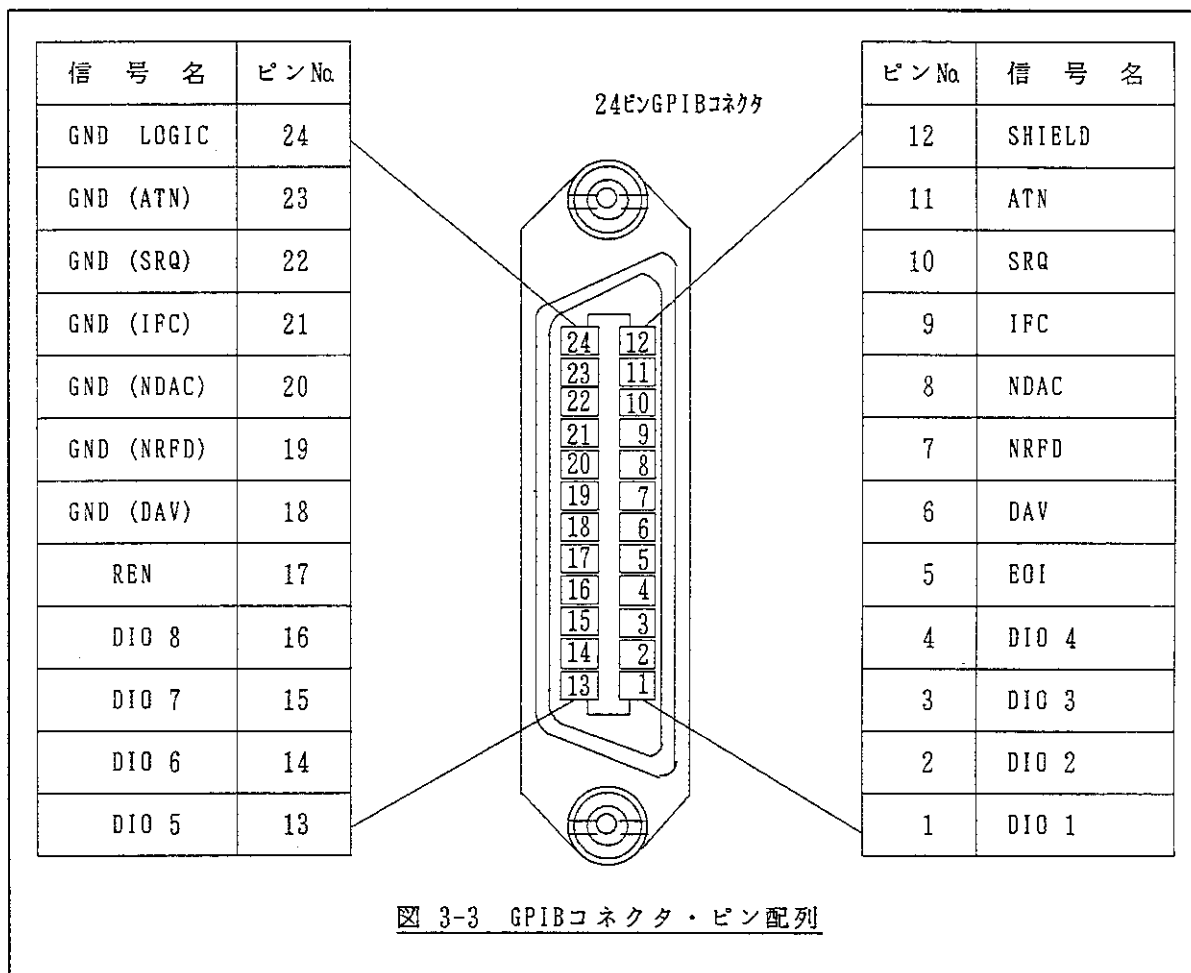 信 号 名 ピンNo.
GND LOGIC 24
GND (ATN) 23
GND (SRQ) 22
GND (IFC) 21
GND (NDAC) 20
GND (NRFD) 19
GND (DAV) 18
REN 17
DIO 8 16
DIO 7 15
DIO 6 14
DIO 5 13
24ピンGPIBコネクタ
24 12
23 11
22 10
21 9
20 8
19 7
18 6
17 5
16 4
15 3
14 2
13 1
ピンNo. 信 号 名
12 SHIELD
11 ATN
10 SRQ
9 IFC
8 NDAC
7 NRFD
6 DAV
5 EOI
4 DIO 4
3 DIO 3
2 DIO 2
1 DIO 1
図 3-3 GPIBコネクタ・ピン配列